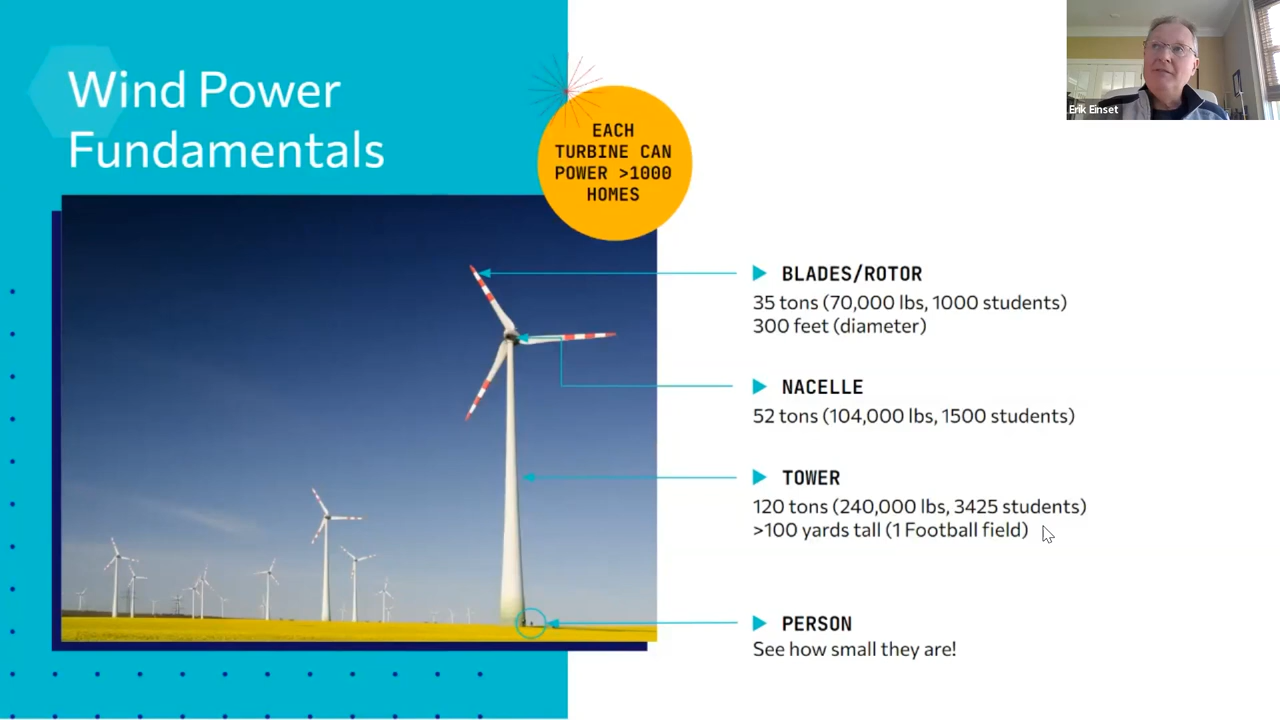 Wind Power
Fundamentals
EACH
TURBINE CAN
POWER >1000
HOMES
Erik Einset
BLADES/ROTOR
35 tons (70,000 lbs, 1000 students)
300 feet (diameter)
NACELLE
52 tons (104,000 lbs, 1500 students)
TOWER
120 tons (240,000 lbs, 3425 students)
>100 yards tall (1 Football field)
PERSON
See how small they are!